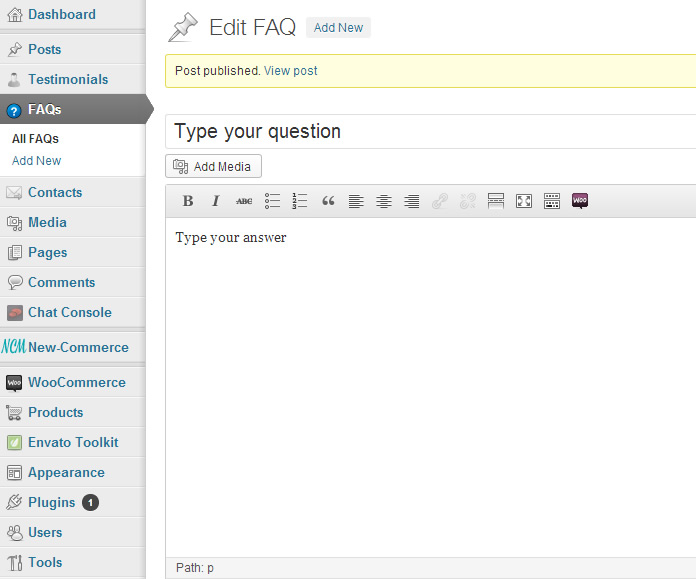 Dashboard
Posts
Testimonials
FAQs
All FAQs
Add New
Contacts
Media
Pages
Comments
Chat Console
NCM New-Commerce
Woo WooCommerce
Products
Envato Toolkit
Appearance
Plugins 1
Users
Tools
Edit FAQ Add New
Post published. View post
Type your question
Add Media
B I ABC WOO
Type your answer
Path: p